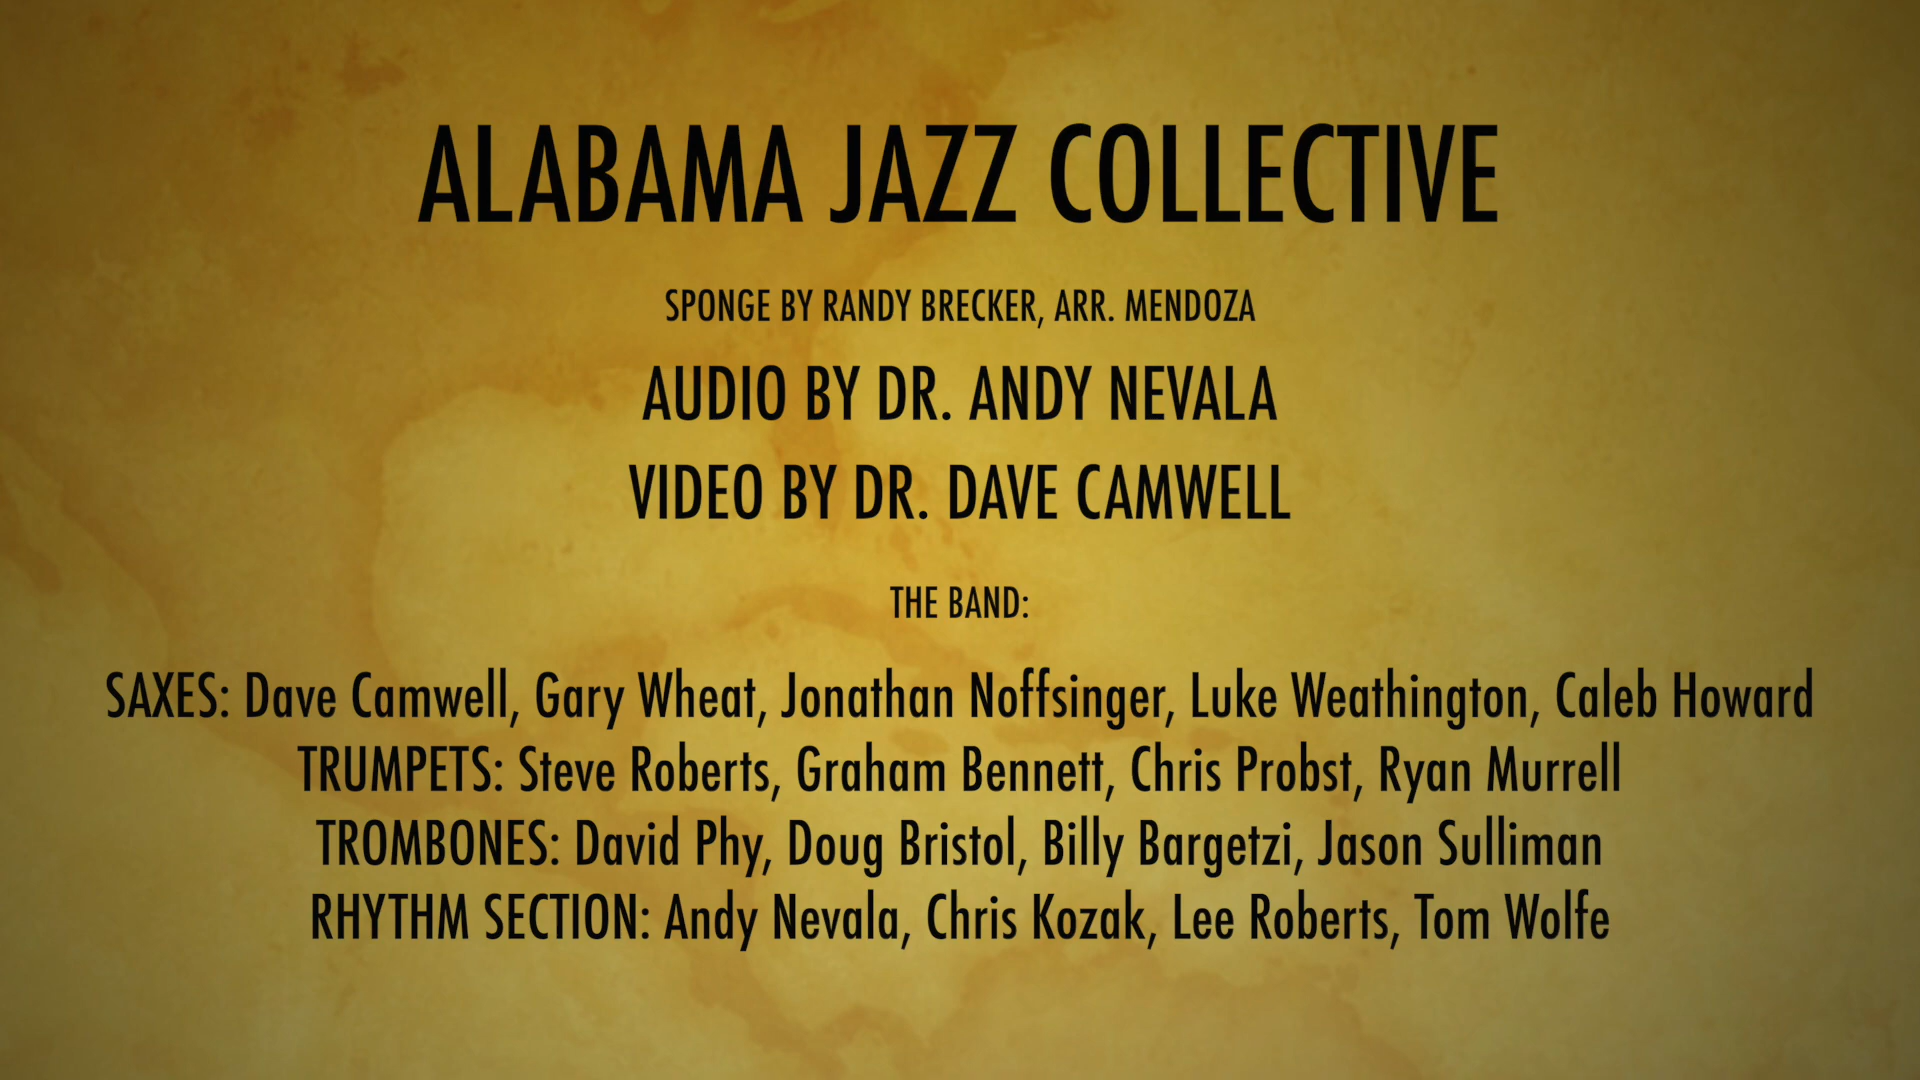 ALABAMA JAZZ COLLECTIVE
SPONGE BY RANDY BRECKER, ARR. MENDOZA
AUDIO BY DR. ANDY NEVALA
VIDEO BY DR. DAVE CAMWELL
THE BAND:
SAXES: Dave Camwell, Gary Wheat, Jonathan Noffsinger, Luke Weathington, Caleb Howard
TRUMPETS: Steve Roberts, Graham Bennett, Chris Probst, Ryan Murrell
TROMBONES: David Phy, Doug Bristol, Billy Bargetzi, Jason Sulliman
RHYTHM SECTION: Andy Nevala, Chris Kozak, Lee Roberts, Tom Wolfe